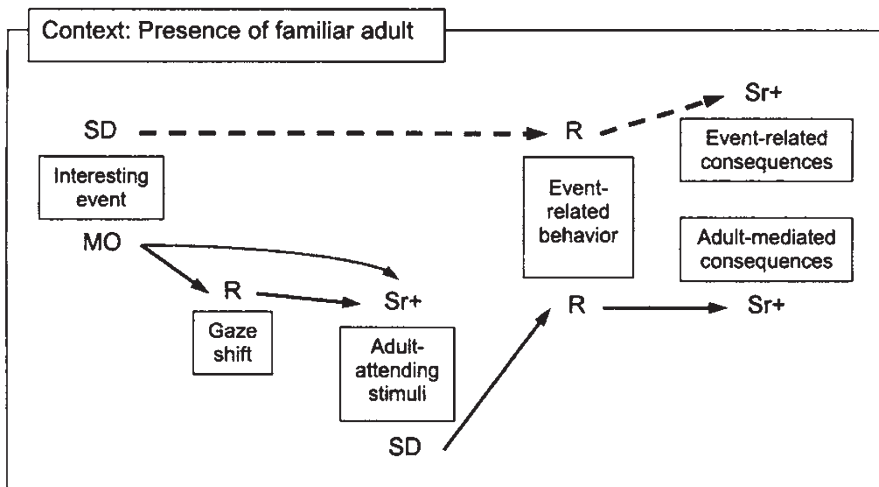 Context: Presence of familiar adult
SD
R
Sr+
Interesting
event
Event-
related
behavior
Event-related
consequences
MO
Adult-mediated
consequences
R
Sr+
R
Sr+
Gaze
shift
Adult-
attending
stimuli
SD